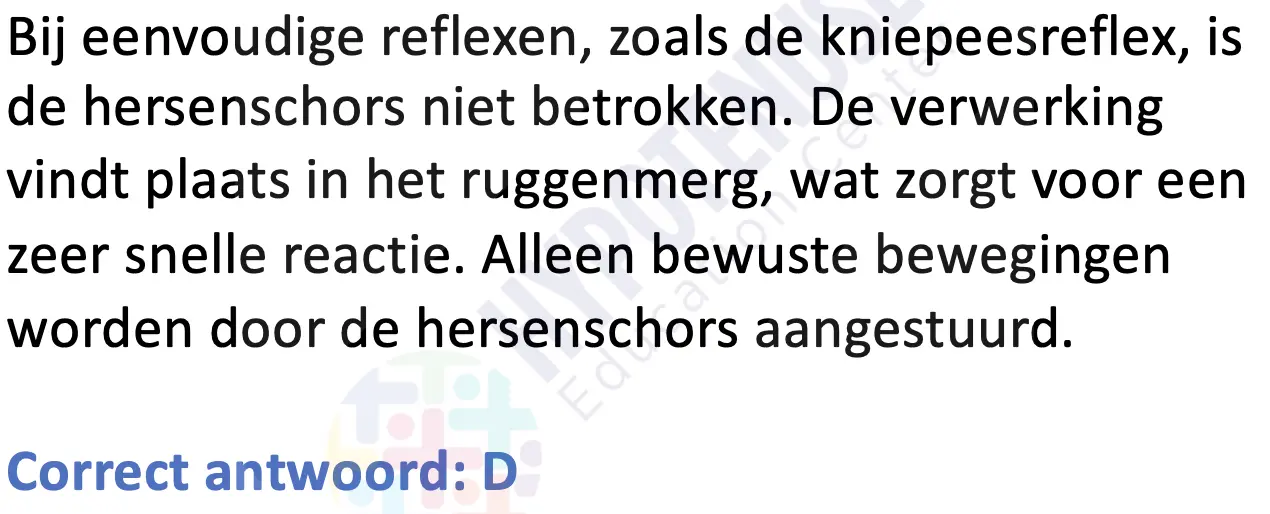 Bij eenvoudige reflexen, zoals de kniepeesreflex, is
de hersenschors niet betrokken. De verwerking
vindt plaats in het ruggenmerg, wat zorgt voor een
zeer snelle reactie. Alleen bewuste bewegingen
worden door de hersenschors aangestuurd.
Correct antwoord: D
HYPOTENUSE
Education Center